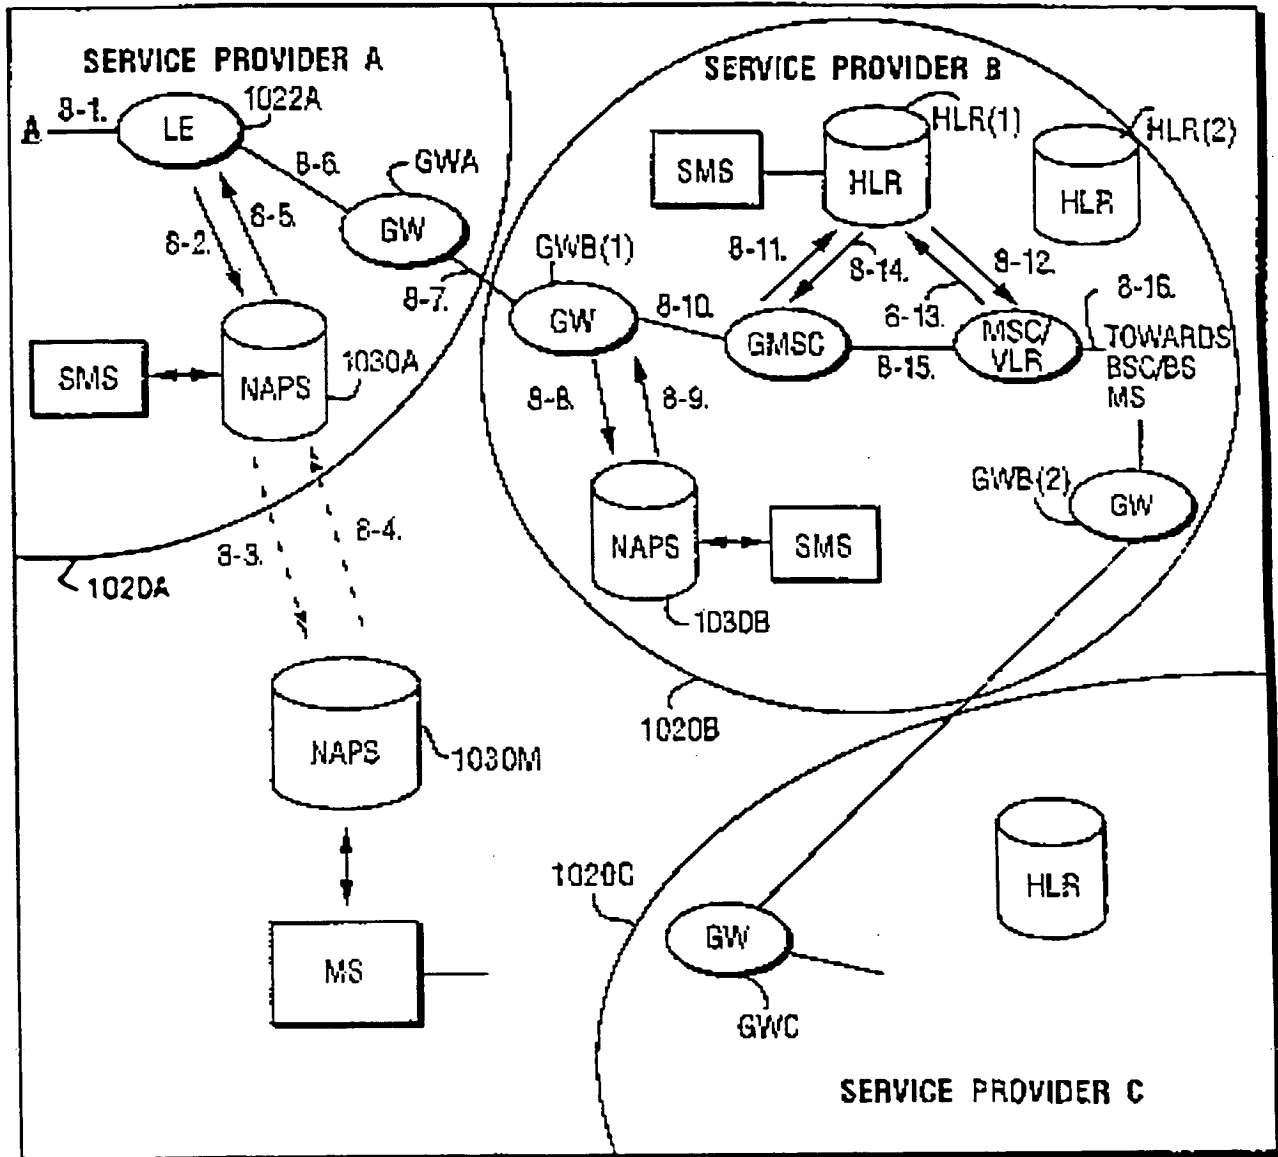 SERVICE PROVIDER A
A
8-1.
LE
1022A
8-6.
GWA
GW
8-2.
8-5.
8-7.
SMS
NAPS
1030A
8-3.
8-4.
1020A
NAPS
1030M
MS
SERVICE PROVIDER B
SMS
HLR
HLR(1)
HLR
HLR(2)
GWB(1)
GW
8-10.
8-11.
8-14.
8-12.
8-13.
GMSC
8-15.
MSC/
VLR
8-16.
TOWARDS
BSC/BS
MS
8-8.
8-9.
NAPS
SMS
1030B
GWB(2)
GW
1020B
1020C
GW
GWC
HLR
SERVICE PROVIDER C